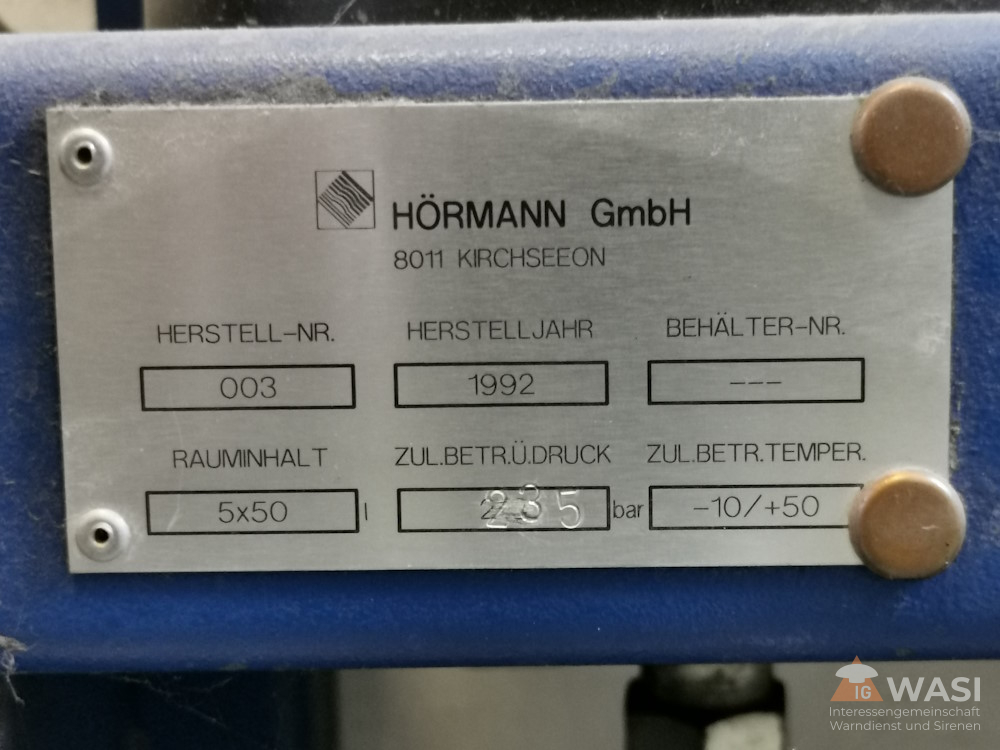 HÖRMANN GmbH
8011 KIRCHSEEON
HERSTELL-NR. HERSTELLJAHR BEHÄLTER-NR.
003 1992 ---
RAUMINHALT ZUL.BETR.Ü.DRUCK ZUL.BETR.TEMPER.
5x50 l 235 bar -10/+50
IG WASI
Interessengemeinschaft
Warndienst und Sirenen